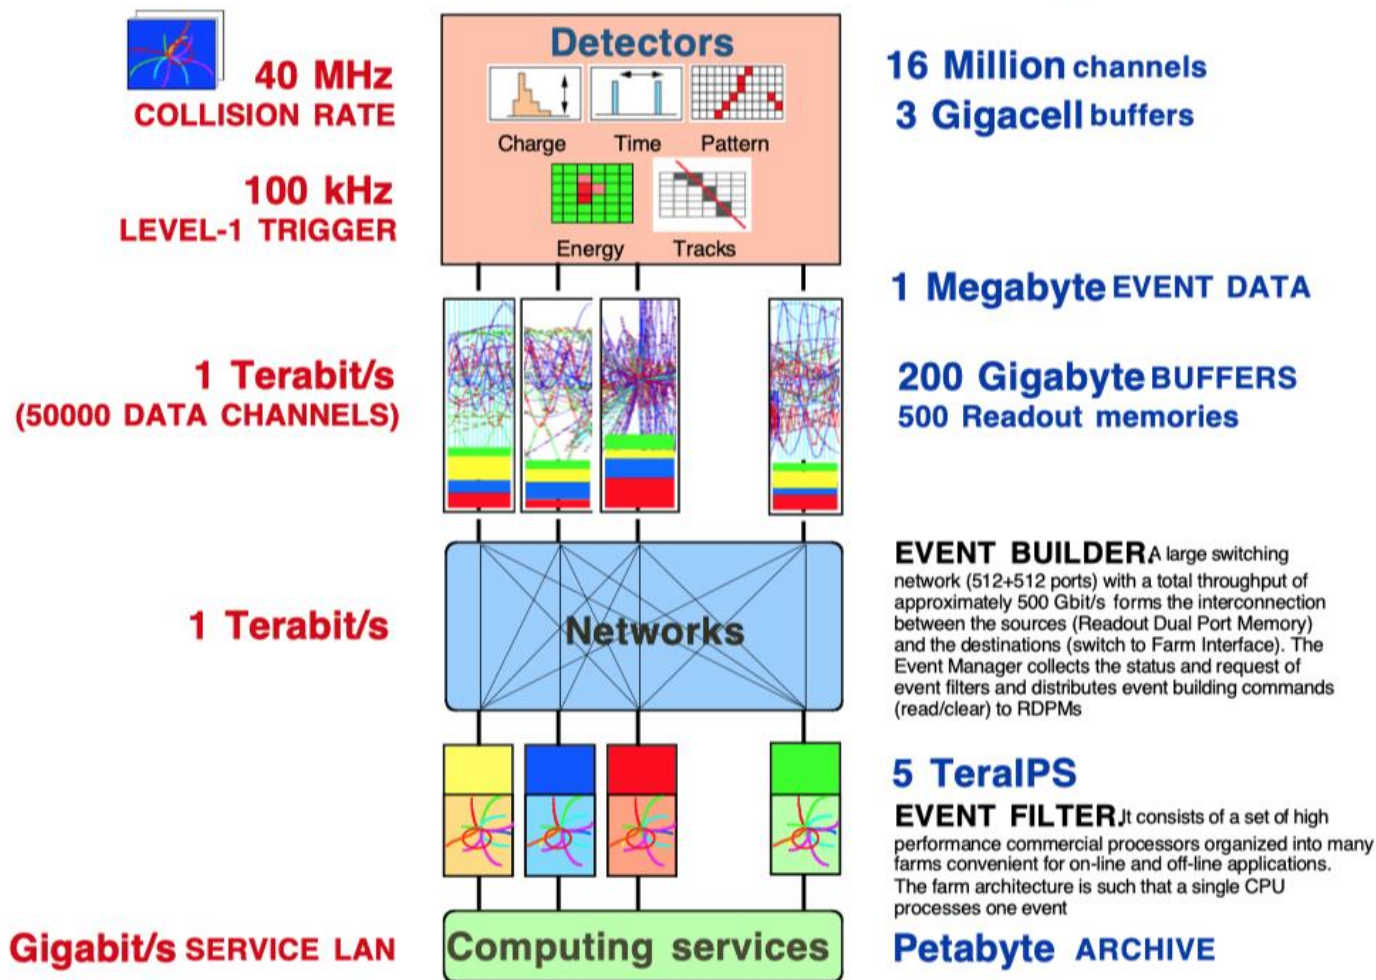 Detectors
40 MHz
COLLISION RATE
16 Million channels
3 Gigacell buffers
Charge
Time
Pattern
100 kHz
LEVEL-1 TRIGGER
Energy
Tracks
1 Megabyte EVENT DATA
1 Terabit/s
(50000 DATA CHANNELS)
200 Gigabyte BUFFERS
500 Readout memories
1 Terabit/s
Networks
EVENT BUILDER. A large switching
network (512+512 ports) with a total throughput of
approximately 500 Gbit/s forms the interconnection
between the sources (Readout Dual Port Memory)
and the destinations (switch to Farm Interface). The
Event Manager collects the status and request of
event filters and distributes event building commands
(read/clear) to RDPMs
5 TeraIPS
EVENT FILTER. It consists of a set of high
performance commercial processors organized into many
farms convenient for on-line and off-line applications.
The farm architecture is such that a single CPU
processes one event
Gigabit/s SERVICE LAN
Computing services
Petabyte ARCHIVE